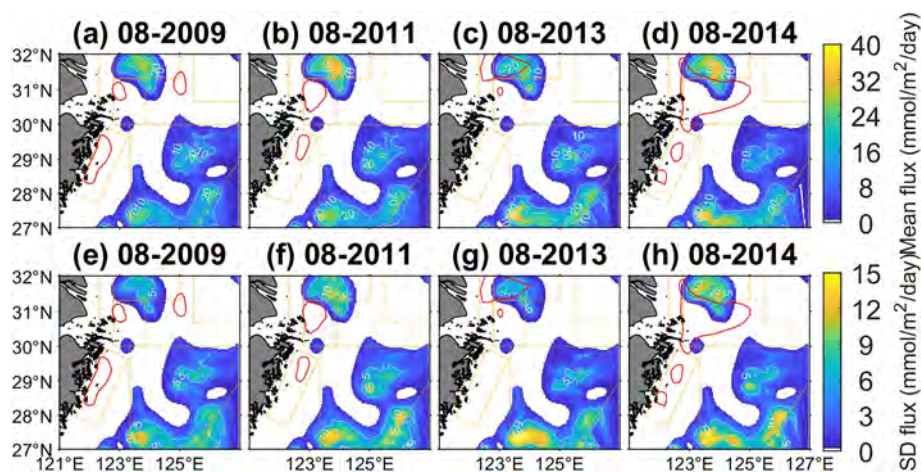 (a) 08-2009 (b) 08-2011 (c) 08-2013 (d) 08-2014
32°N
31°N
30°N
29°N
28°N
27°N
40
32
24
16
8
0
Mean flux (mmol/m²/day)
(e) 08-2009 (f) 08-2011 (g) 08-2013 (h) 08-2014
32°N
31°N
30°N
29°N
28°N
27°N
121°E 123°E 125°E 123°E 125°E 123°E 125°E 123°E 125°E 127°E
15
12
9
6
3
0
SD flux (mmol/m²/day)